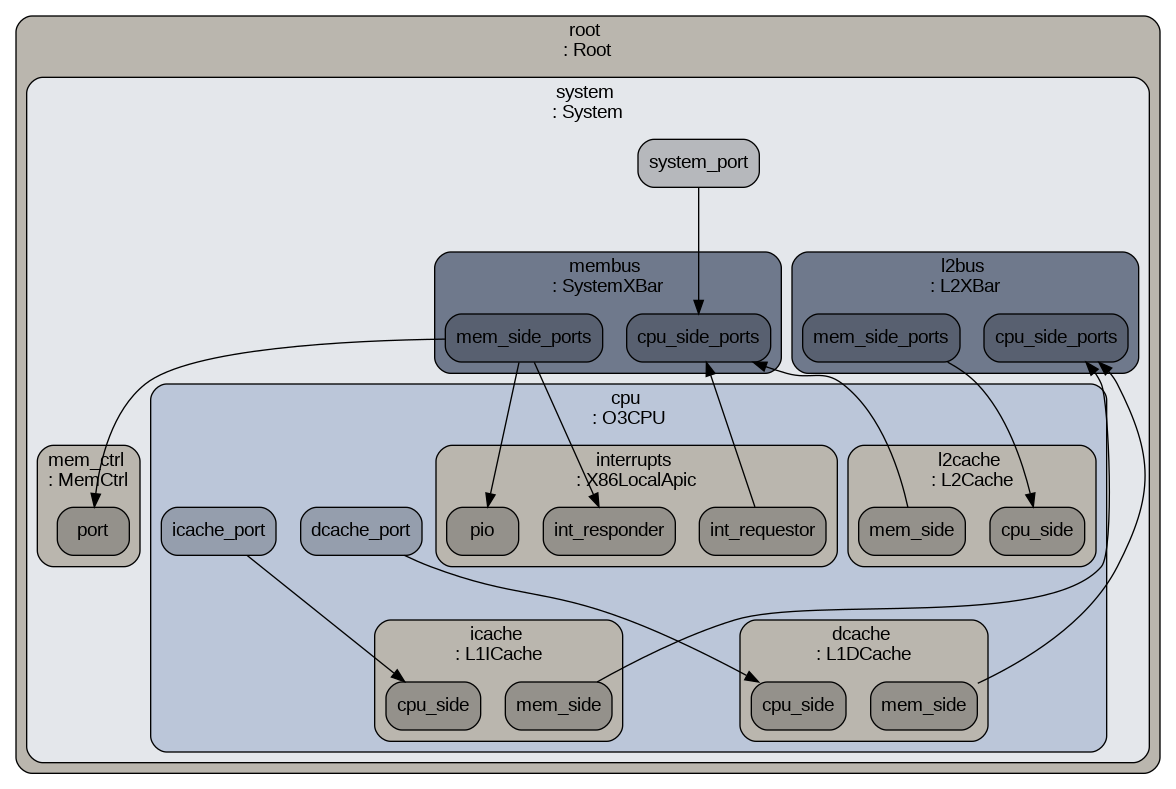 root
: Root
system
: System
system_port
membus
: SystemXBar
mem_side_ports
cpu_side_ports
l2bus
: L2XBar
mem_side_ports
cpu_side_ports
cpu
: O3CPU
mem_ctrl
: MemCtrl
port
icache_port
dcache_port
interrupts
: X86LocalApic
pio
int_responder
int_requestor
l2cache
: L2Cache
mem_side
cpu_side
icache
: L1ICache
cpu_side
mem_side
dcache
: L1DCache
cpu_side
mem_side